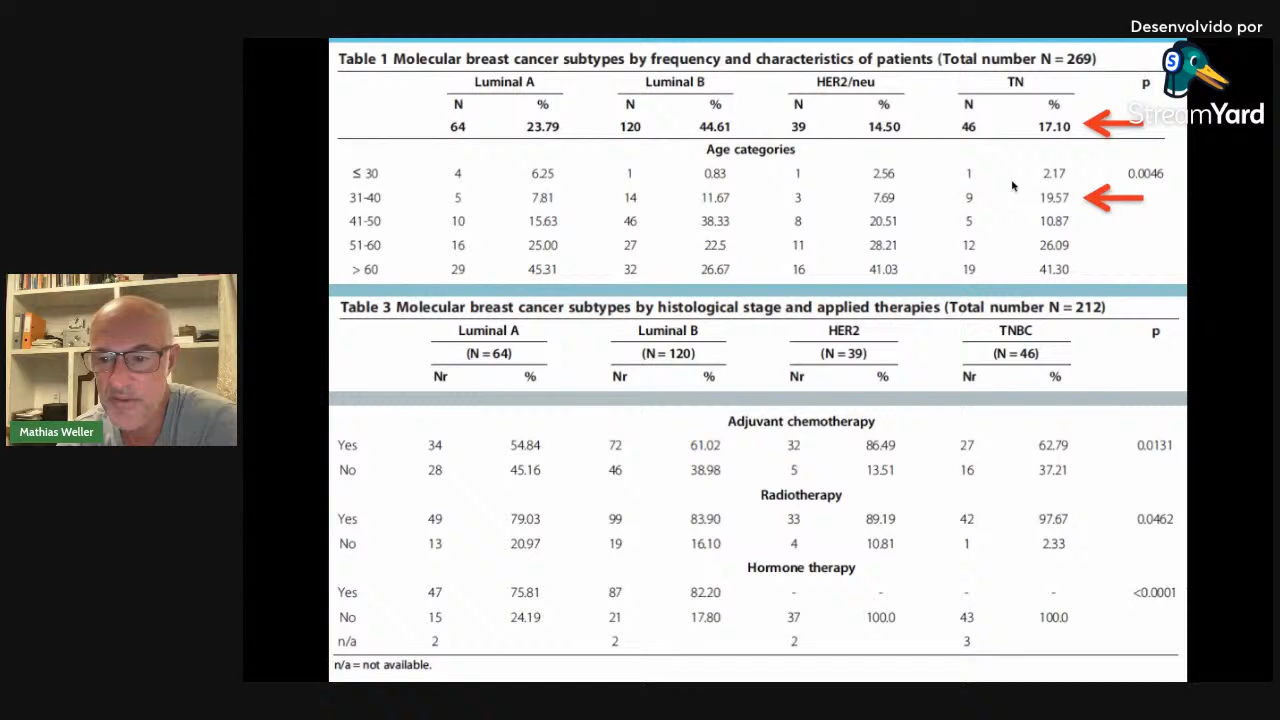 Desenvolvido por
StreamYard
Table 1 Molecular breast cancer subtypes by frequency and characteristics of patients (Total number N = 269)
Luminal A Luminal B HER2/neu TN p
N % N % N % N %
64 23.79 120 44.61 39 14.50 46 17.10
Age categories
≤ 30 4 6.25 1 0.83 1 2.56 1 2.17 0.0046
31-40 5 7.81 14 11.67 3 7.69 9 19.57
41-50 10 15.63 46 38.33 8 20.51 5 10.87
51-60 16 25.00 27 22.5 11 28.21 12 26.09
> 60 29 45.31 32 26.67 16 41.03 19 41.30
Table 3 Molecular breast cancer subtypes by histological stage and applied therapies (Total number N = 212)
Luminal A Luminal B HER2 TNBC p
(N = 64) (N = 120) (N = 39) (N = 46)
Nr % Nr % Nr % Nr %
Adjuvant chemotherapy
Yes 34 54.84 72 61.02 32 86.49 27 62.79 0.0131
No 28 45.16 46 38.98 5 13.51 16 37.21
Radiotherapy
Yes 49 79.03 99 83.90 33 89.19 42 97.67 0.0462
No 13 20.97 19 16.10 4 10.81 1 2.33
Hormone therapy
Yes 47 75.81 87 82.20 - - - - <0.0001
No 15 24.19 21 17.80 37 100.0 43 100.0
n/a 2 2 2 3
n/a = not available.
Mathias Weller